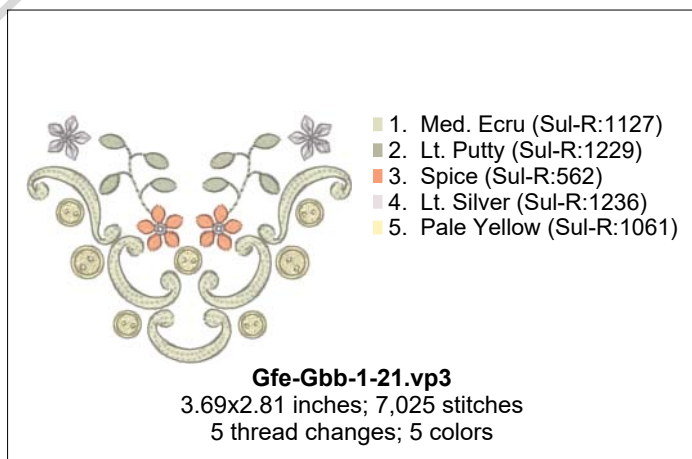 1. Med. Ecru (Sul-R:1127)
2. Lt. Putty (Sul-R:1229)
3. Spice (Sul-R:562)
4. Lt. Silver (Sul-R:1236)
5. Pale Yellow (Sul-R:1061)
Gfe-Gbb-1-21.vp3
3.69x2.81 inches; 7,025 stitches
5 thread changes; 5 colors